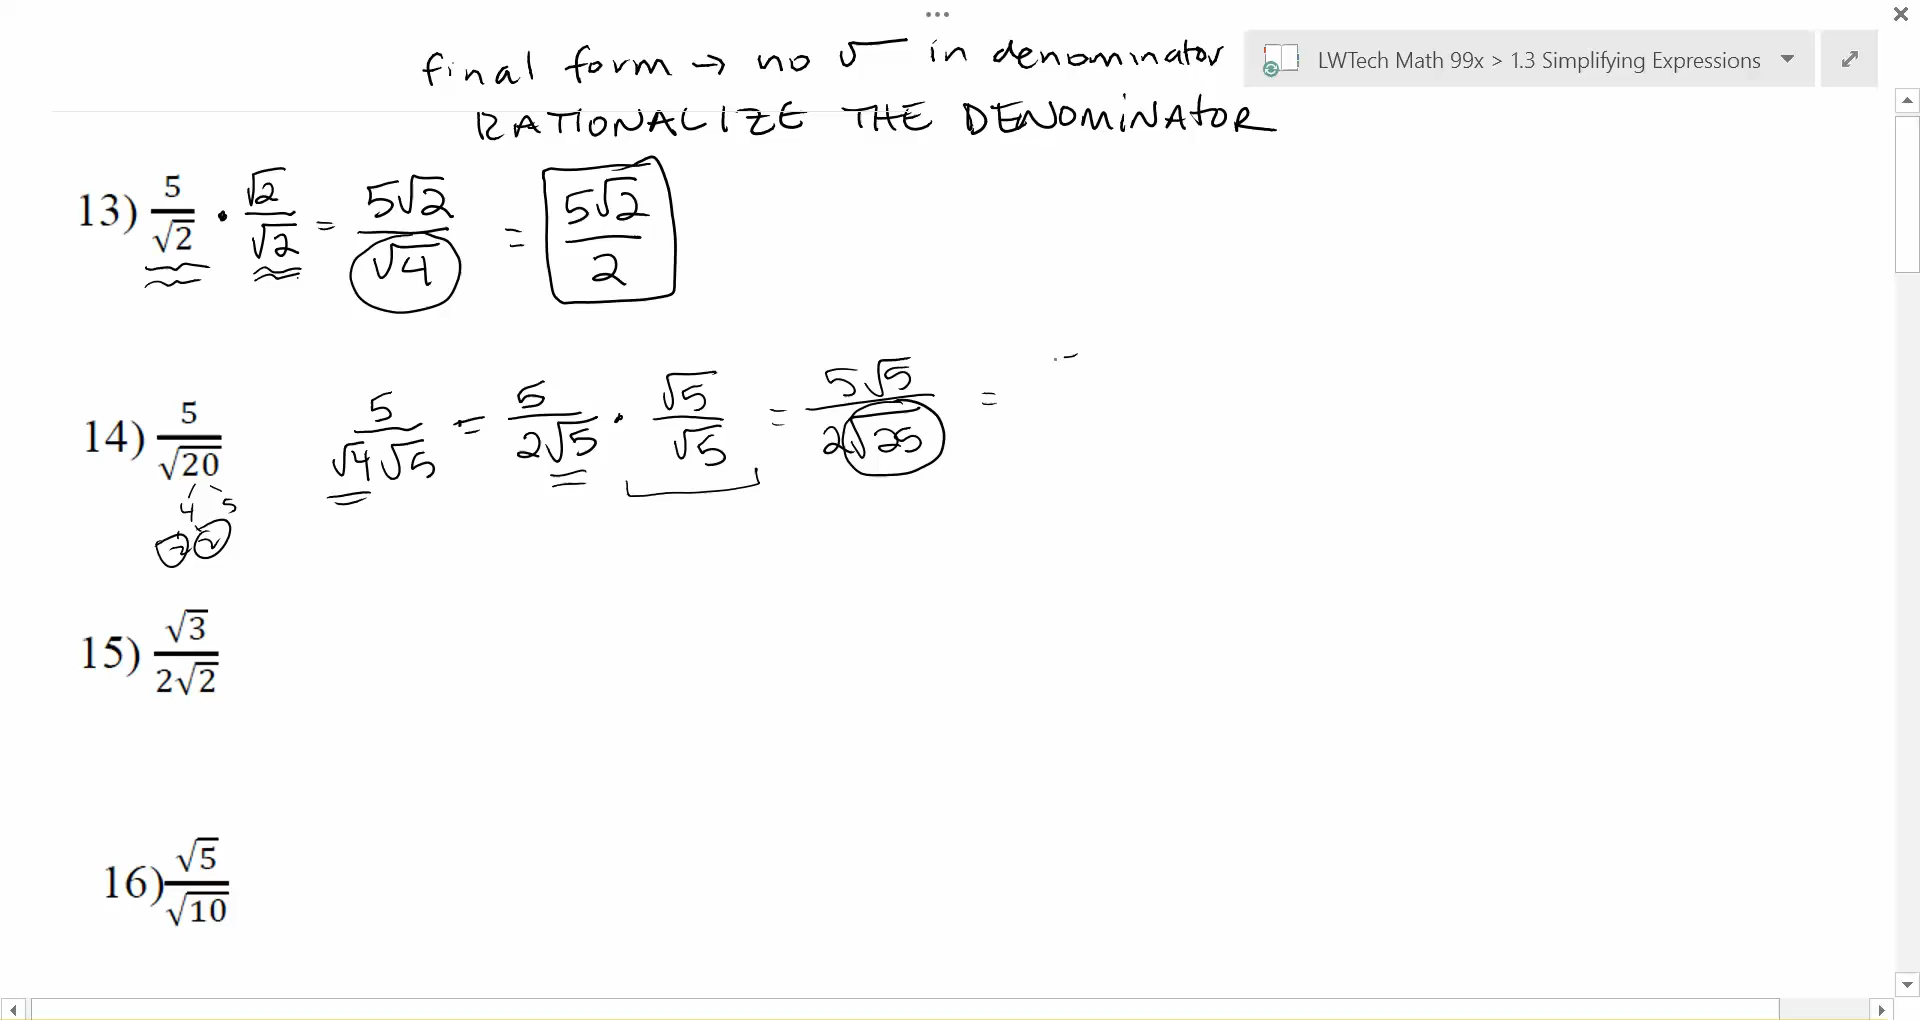 final form → no √ in denominator
LWTech Math 99x > 1.3 Simplifying Expressions
RATIONALIZE THE DENOMINATOR
13) 5/√2 · √2/√2 = 5√2/√4 = 5√2/2
14) 5/√20 5/√4√5 = 5/2√5 · √5/√5 = 5√5/2√25 =
4 5
2 2
15) √3/2√2
16) √5/√10